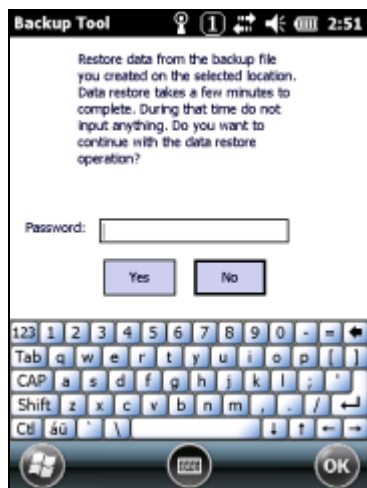 Backup Tool 1 2:51
Restore data from the backup file
you created on the selected location.
Data restore takes a few minutes to
complete. During that time do not
input anything. Do you want to
continue with the data restore
operation?
Password:
Yes No
123 1 2 3 4 5 6 7 8 9 0 - =
Tab q w e r t y u i o p [ ]
CAP a s d f g h j k l ; '
Shift z x c v b n m , . /
Ctl áü ` \
OK